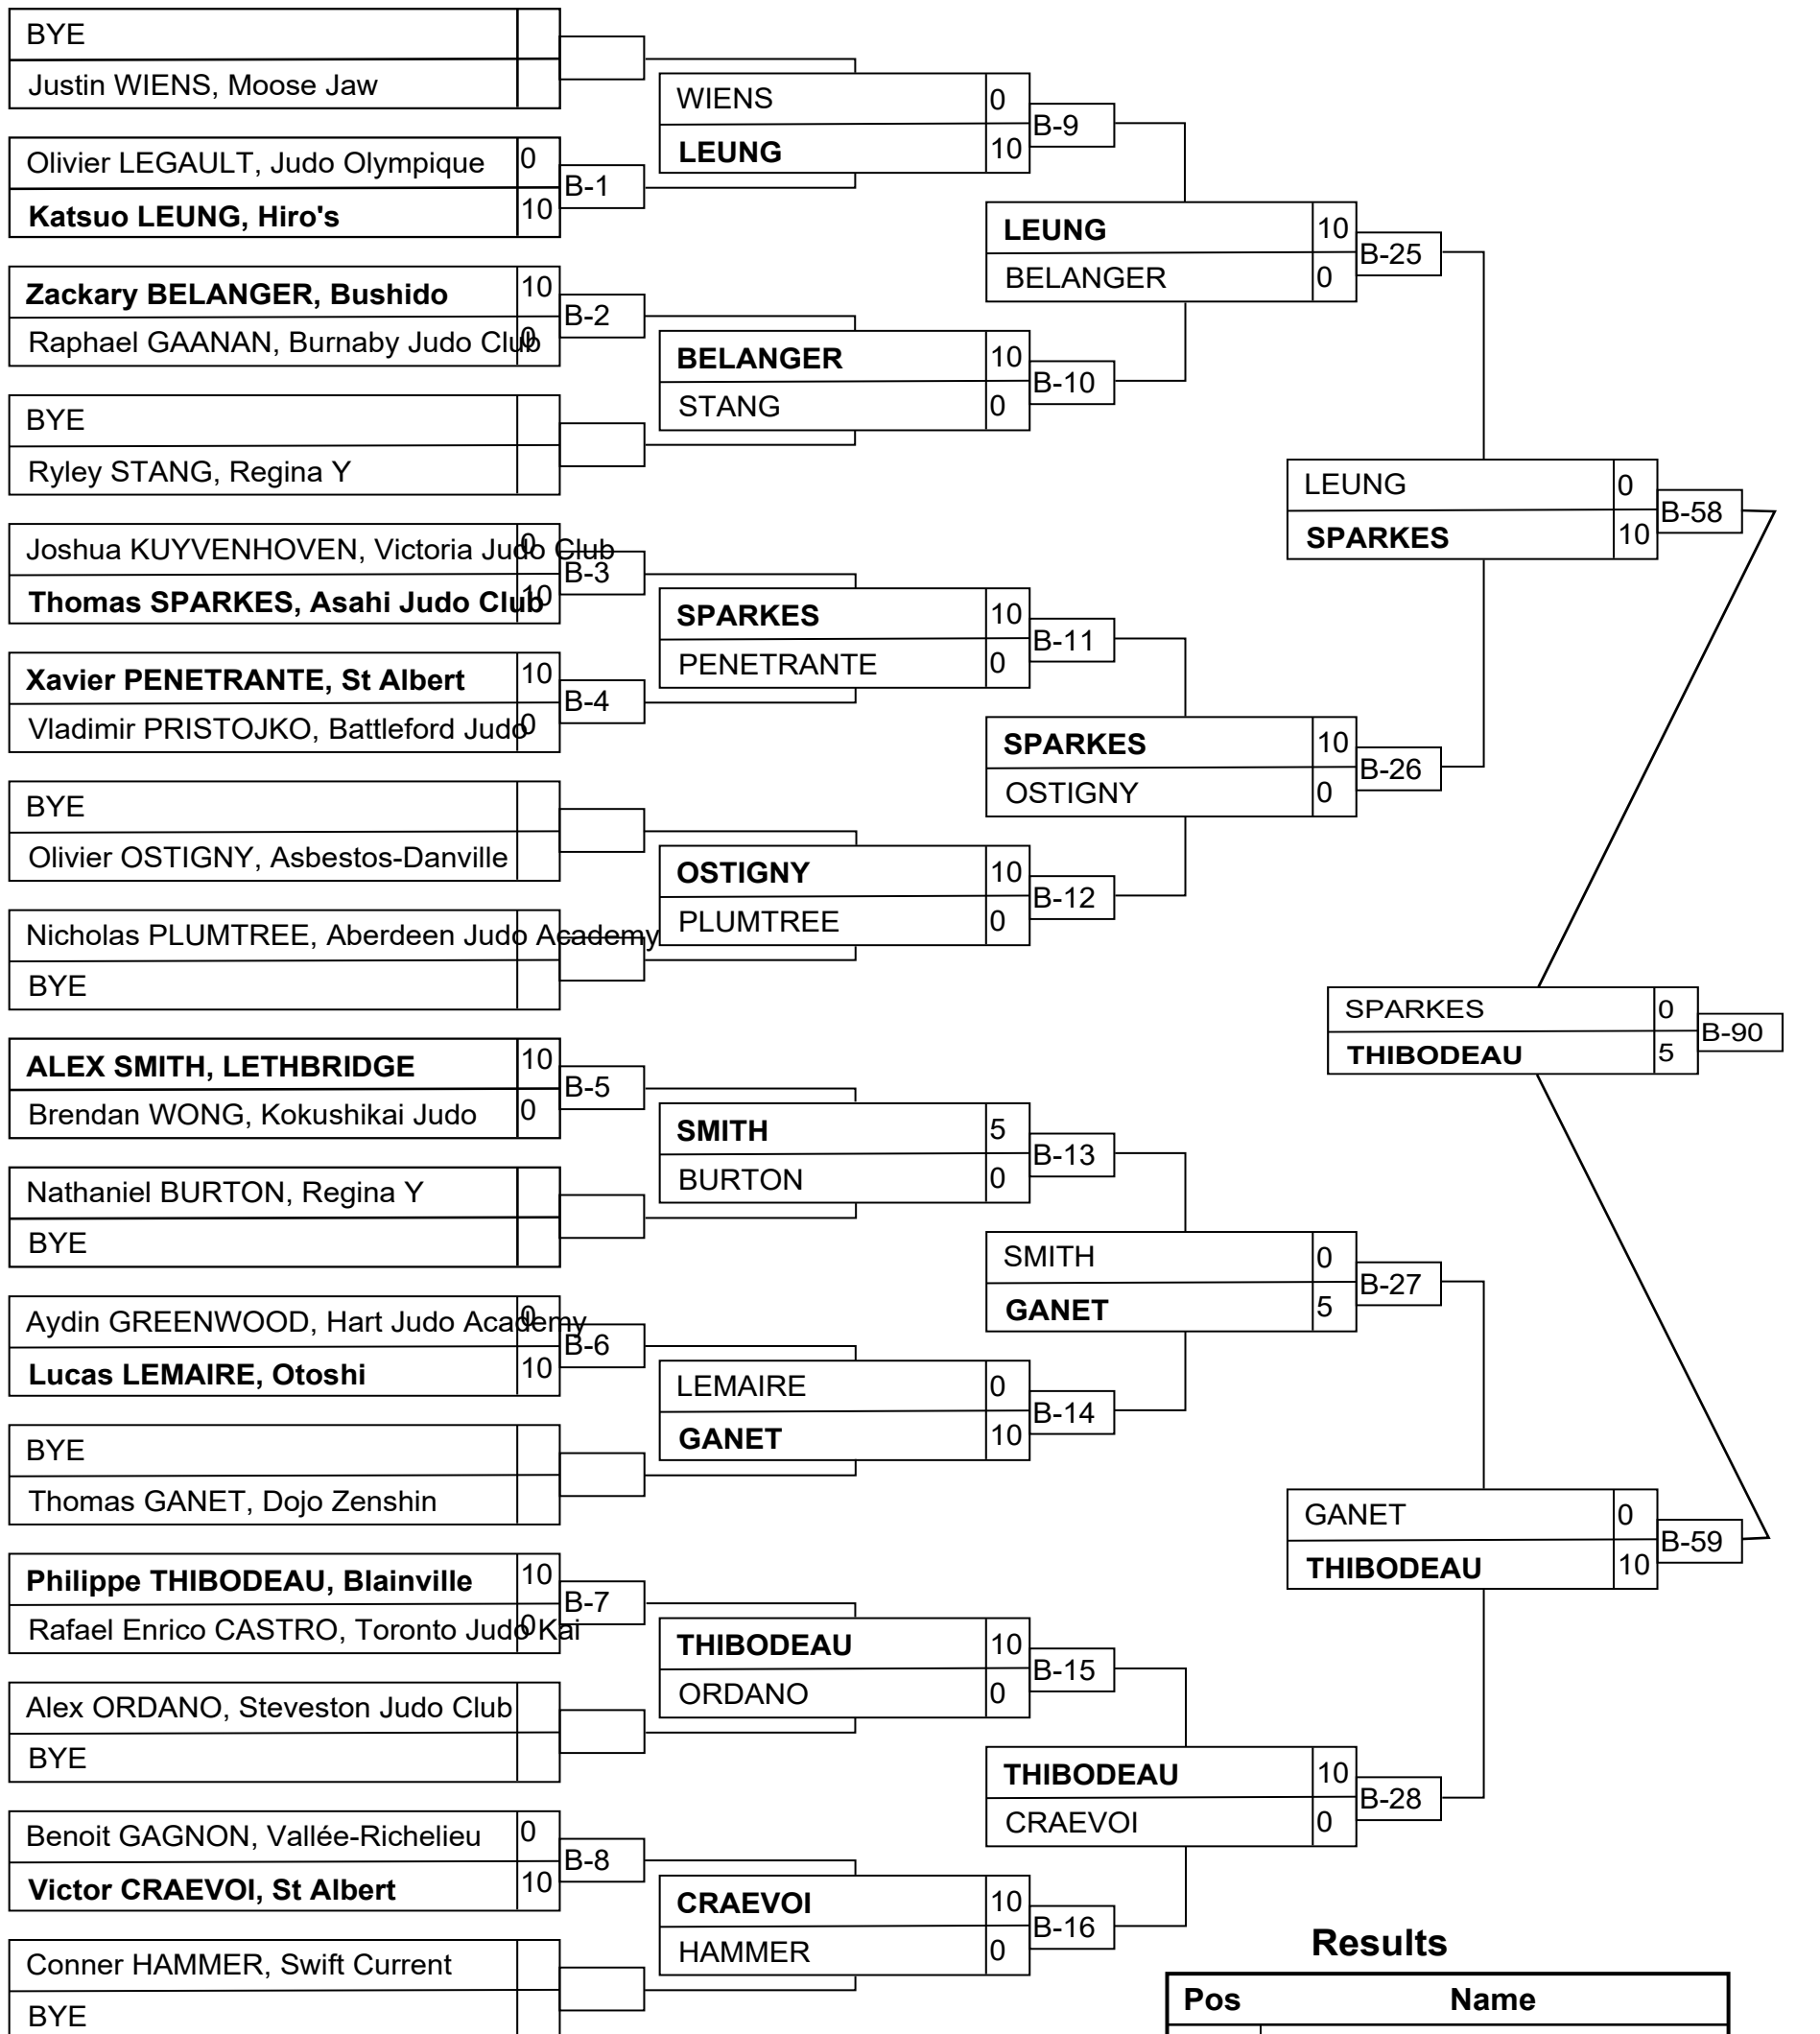 BYE
Justin WIENS, Moose Jaw
Olivier LEGAULT, Judo Olympique 0
Katsuo LEUNG, Hiro's 10
B-1
Zackary BELANGER, Bushido 10
Raphael GAANAN, Burnaby Judo Club 0
B-2
BYE
Ryley STANG, Regina Y
Joshua KUYVENHOVEN, Victoria Judo Club 0
Thomas SPARKES, Asahi Judo Club 10
B-3
Xavier PENETRANTE, St Albert 10
Vladimir PRISTOJKO, Battleford Judo 0
B-4
BYE
Olivier OSTIGNY, Asbestos-Danville
Nicholas PLUMTREE, Aberdeen Judo Academy
BYE
ALEX SMITH, LETHBRIDGE 10
Brendan WONG, Kokushikai Judo 0
B-5
Nathaniel BURTON, Regina Y
BYE
Aydin GREENWOOD, Hart Judo Academy 0
Lucas LEMAIRE, Otoshi 10
B-6
BYE
Thomas GANET, Dojo Zenshin
Philippe THIBODEAU, Blainville 10
Rafael Enrico CASTRO, Toronto Judo Kai 0
B-7
Alex ORDANO, Steveston Judo Club
BYE
Benoit GAGNON, Vallée-Richelieu 0
Victor CRAEVOI, St Albert 10
B-8
Conner HAMMER, Swift Current
BYE
WIENS 0
LEUNG 10
B-9
BELANGER 10
STANG 0
B-10
SPARKES 10
PENETRANTE 0
B-11
OSTIGNY 10
PLUMTREE 0
B-12
SMITH 5
BURTON 0
B-13
LEMAIRE 0
GANET 10
B-14
THIBODEAU 10
ORDANO 0
B-15
CRAEVOI 10
HAMMER 0
B-16
LEUNG 10
BELANGER 0
B-25
SPARKES 10
OSTIGNY 0
B-26
SMITH 0
GANET 5
B-27
THIBODEAU 10
CRAEVOI 0
B-28
LEUNG 0
SPARKES 10
B-58
GANET 0
THIBODEAU 10
B-59
SPARKES 0
THIBODEAU 5
B-90
Results
Pos Name